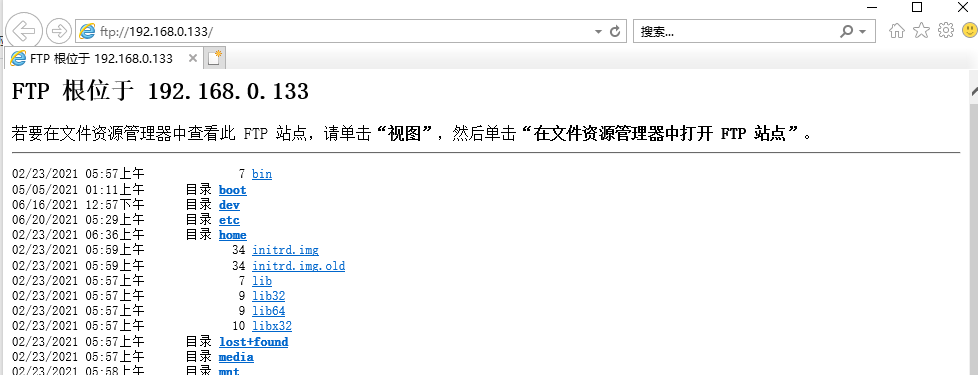 ftp://192.168.0.133/
搜索...
FTP 根位于 192.168.0.133
FTP 根位于 192.168.0.133
若要在文件资源管理器中查看此 FTP 站点，请单击“视图”，然后单击“在文件资源管理器中打开 FTP 站点”。
02/23/2021 05:57上午 7 bin
05/05/2021 01:11上午 目录 boot
06/16/2021 12:57下午 目录 dev
06/20/2021 05:29上午 目录 etc
02/23/2021 06:36上午 目录 home
02/23/2021 05:59上午 34 initrd.img
02/23/2021 05:59上午 34 initrd.img.old
02/23/2021 05:57上午 7 lib
02/23/2021 05:57上午 9 lib32
02/23/2021 05:57上午 9 lib64
02/23/2021 05:57上午 10 libx32
02/23/2021 05:57上午 目录 lost+found
02/23/2021 05:57上午 目录 media
02/23/2021 05:58上午 目录 mnt